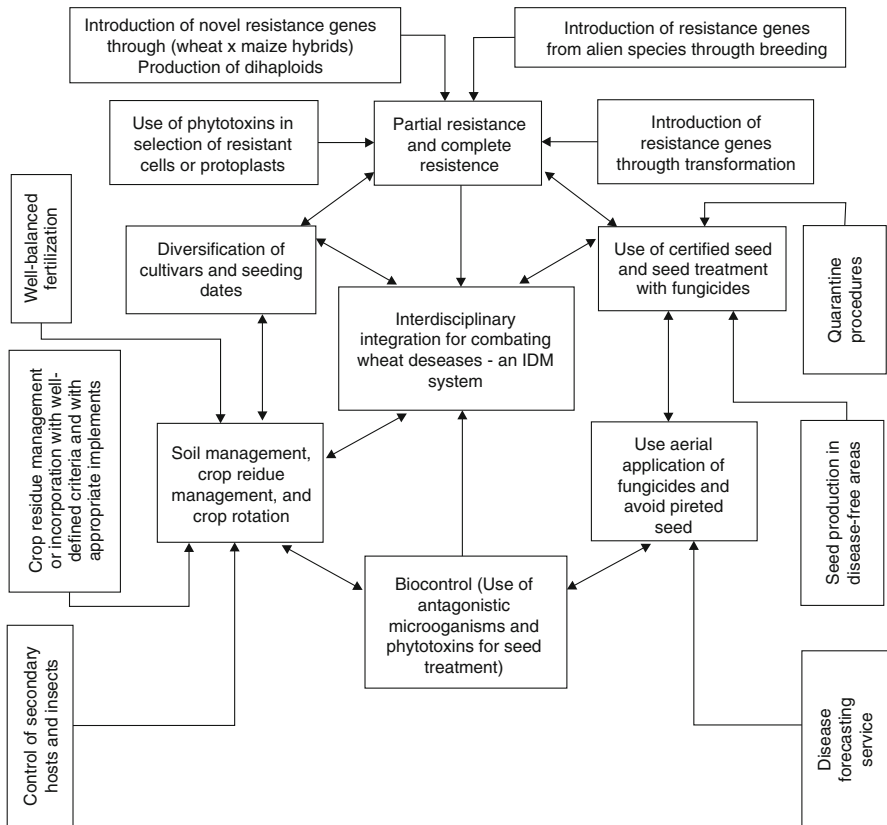 Introduction of novel resistance genes
through (wheat x maize hybrids)
Production of dihaploids
Introduction of resistance genes
from alien species througth breeding
Use of phytotoxins in
selection of resistant
cells or protoplasts
Partial resistance
and complete
resistence
Introduction of
resistance genes
througth transformation
Well-balanced
fertilization
Diversification of
cultivars and seeding
dates
Use of certified seed
and seed treatment
with fungicides
Quarantine
procedures
Interdisciplinary
integration for combating
wheat deseases - an IDM
system
Crop residue management
or incorporation with well-
defined criteria and with
appropriate implements
Soil management,
crop reidue
management, and
crop rotation
Use aerial
application of
fungicides and
avoid pireted
seed
Seed production in
disease-free areas
Biocontrol (Use of
antagonistic
microoganisms and
phytotoxins for seed
treatment)
Control of secondary
hosts and insects
Disease
forecasting
service